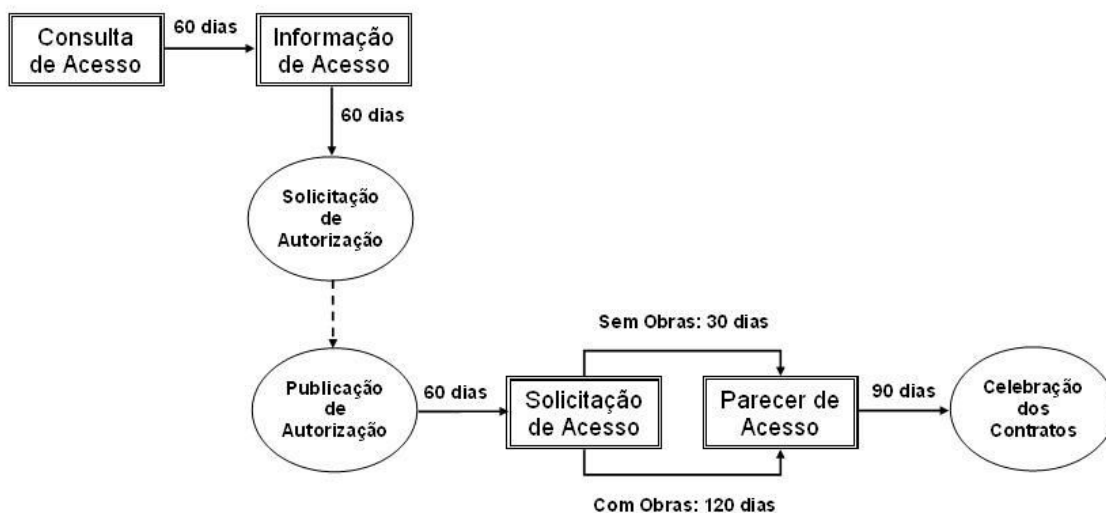 Consulta
de Acesso
60 dias
Informação
de Acesso
60 dias
Solicitação
de
Autorização
Publicação
de
Autorização
60 dias
Solicitação
de Acesso
Sem Obras: 30 dias
Com Obras: 120 dias
Parecer de
Acesso
90 dias
Celebração
dos
Contratos